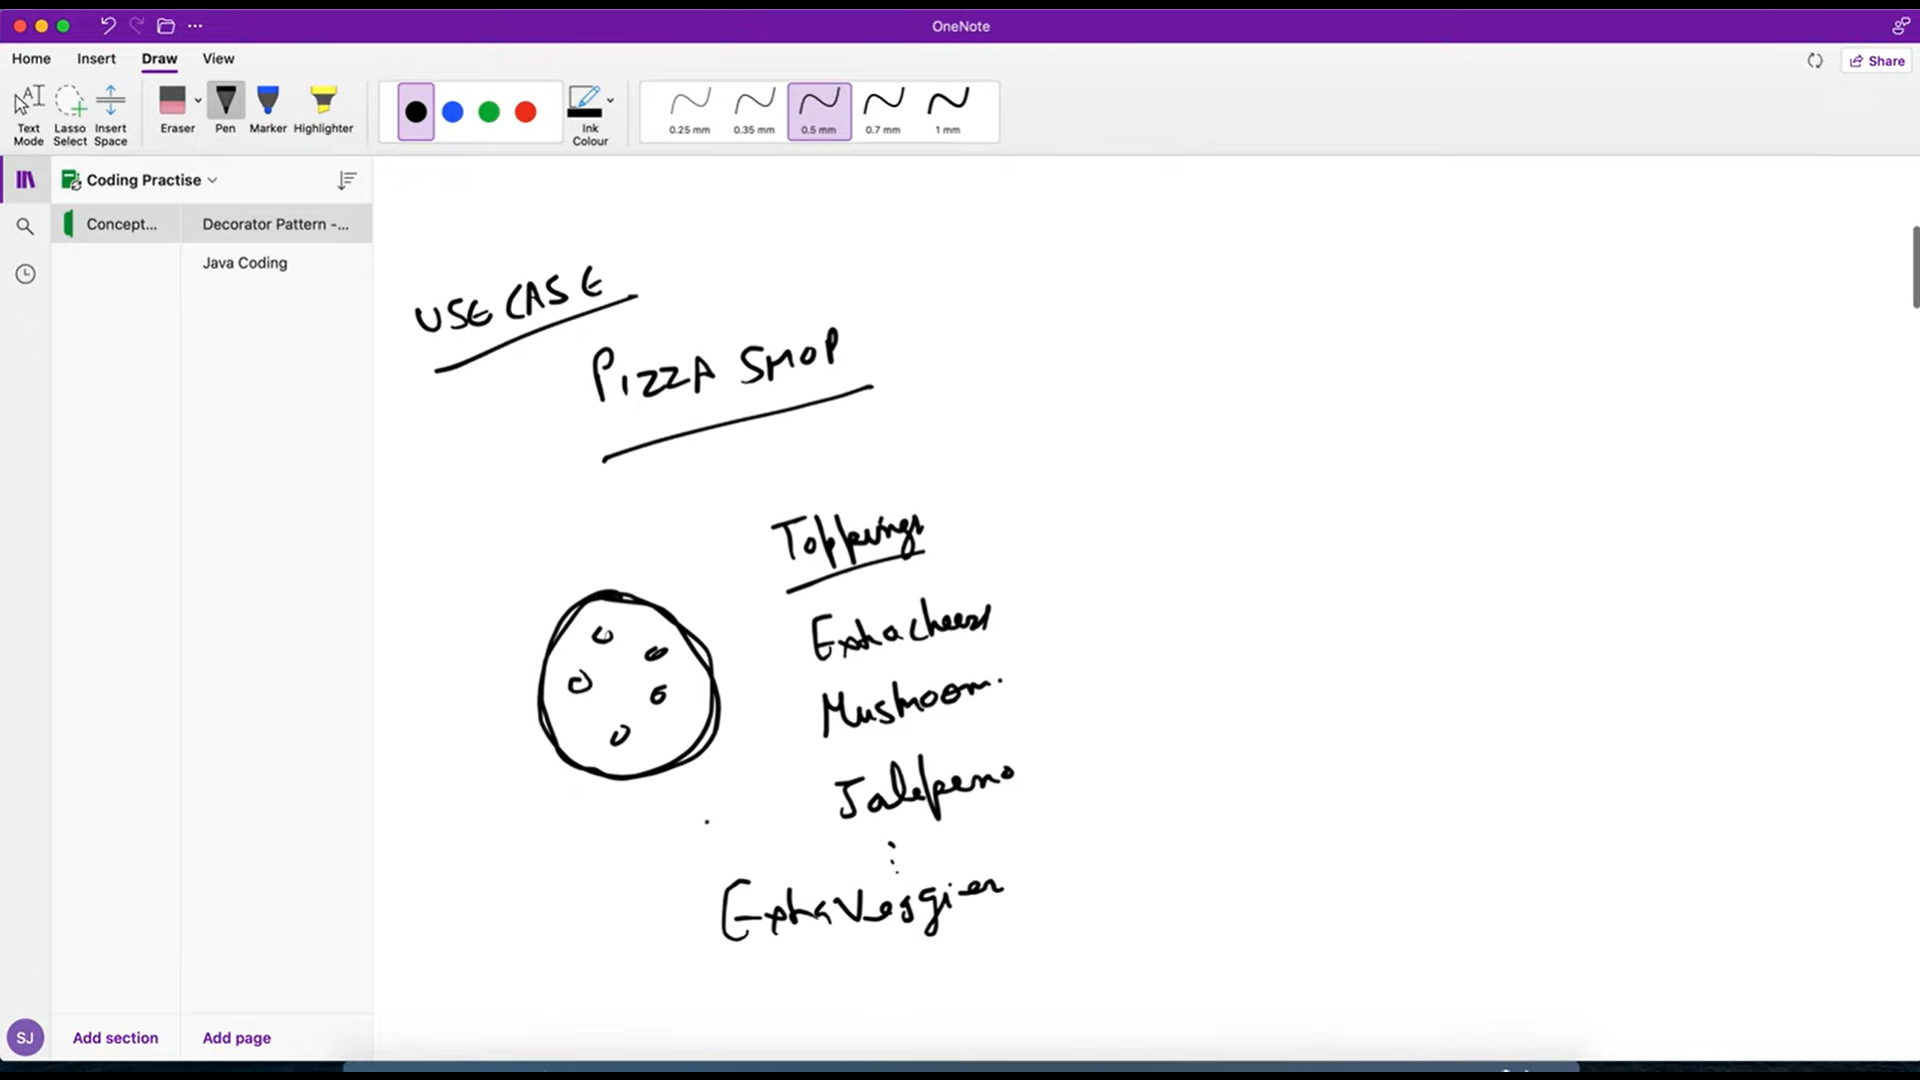 OneNote
Home Insert Draw View
Share
Text Mode
Lasso Select
Insert Space
Eraser
Pen
Marker
Highlighter
Ink Colour
0.25 mm
0.35 mm
0.5 mm
0.7 mm
1 mm
Coding Practise
Concept...
Decorator Pattern -...
Java Coding
USE CASE
PIZZA SHOP
Toppings
Extra cheese
Mushroom.
Jalepeno
Extra Veggies
SJ
Add section
Add page